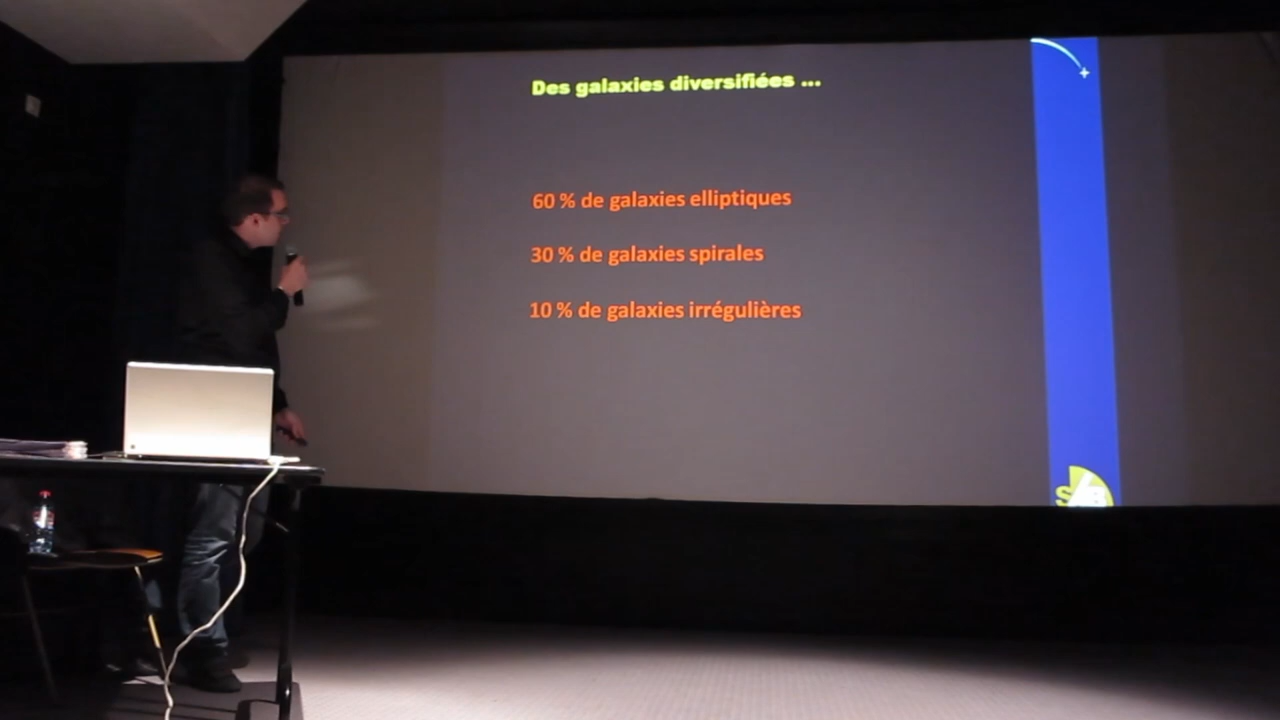 Des galaxies diversifiées ...
60 % de galaxies elliptiques
30 % de galaxies spirales
10 % de galaxies irrégulières